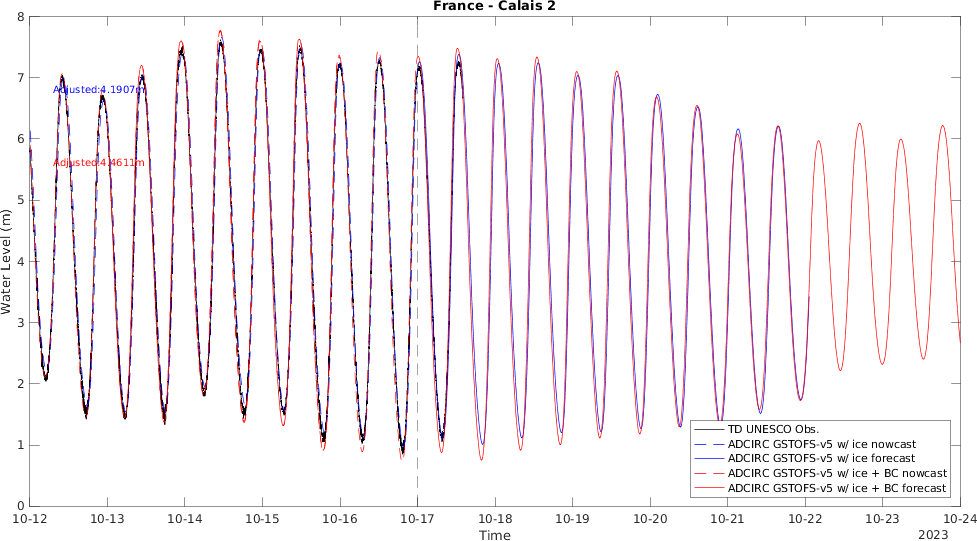 France - Calais 2
8
7
6
5
4
3
2
1
0
Water Level (m)
Adjusted:4.1907m
Adjusted:4.4611m
TD UNESCO Obs.
ADCIRC GSTOFS-v5 w/ ice nowcast
ADCIRC GSTOFS-v5 w/ ice forecast
ADCIRC GSTOFS-v5 w/ ice + BC nowcast
ADCIRC GSTOFS-v5 w/ ice + BC forecast
10-12 10-13 10-14 10-15 10-16 10-17 10-18 10-19 10-20 10-21 10-22 10-23 10-24
Time
2023